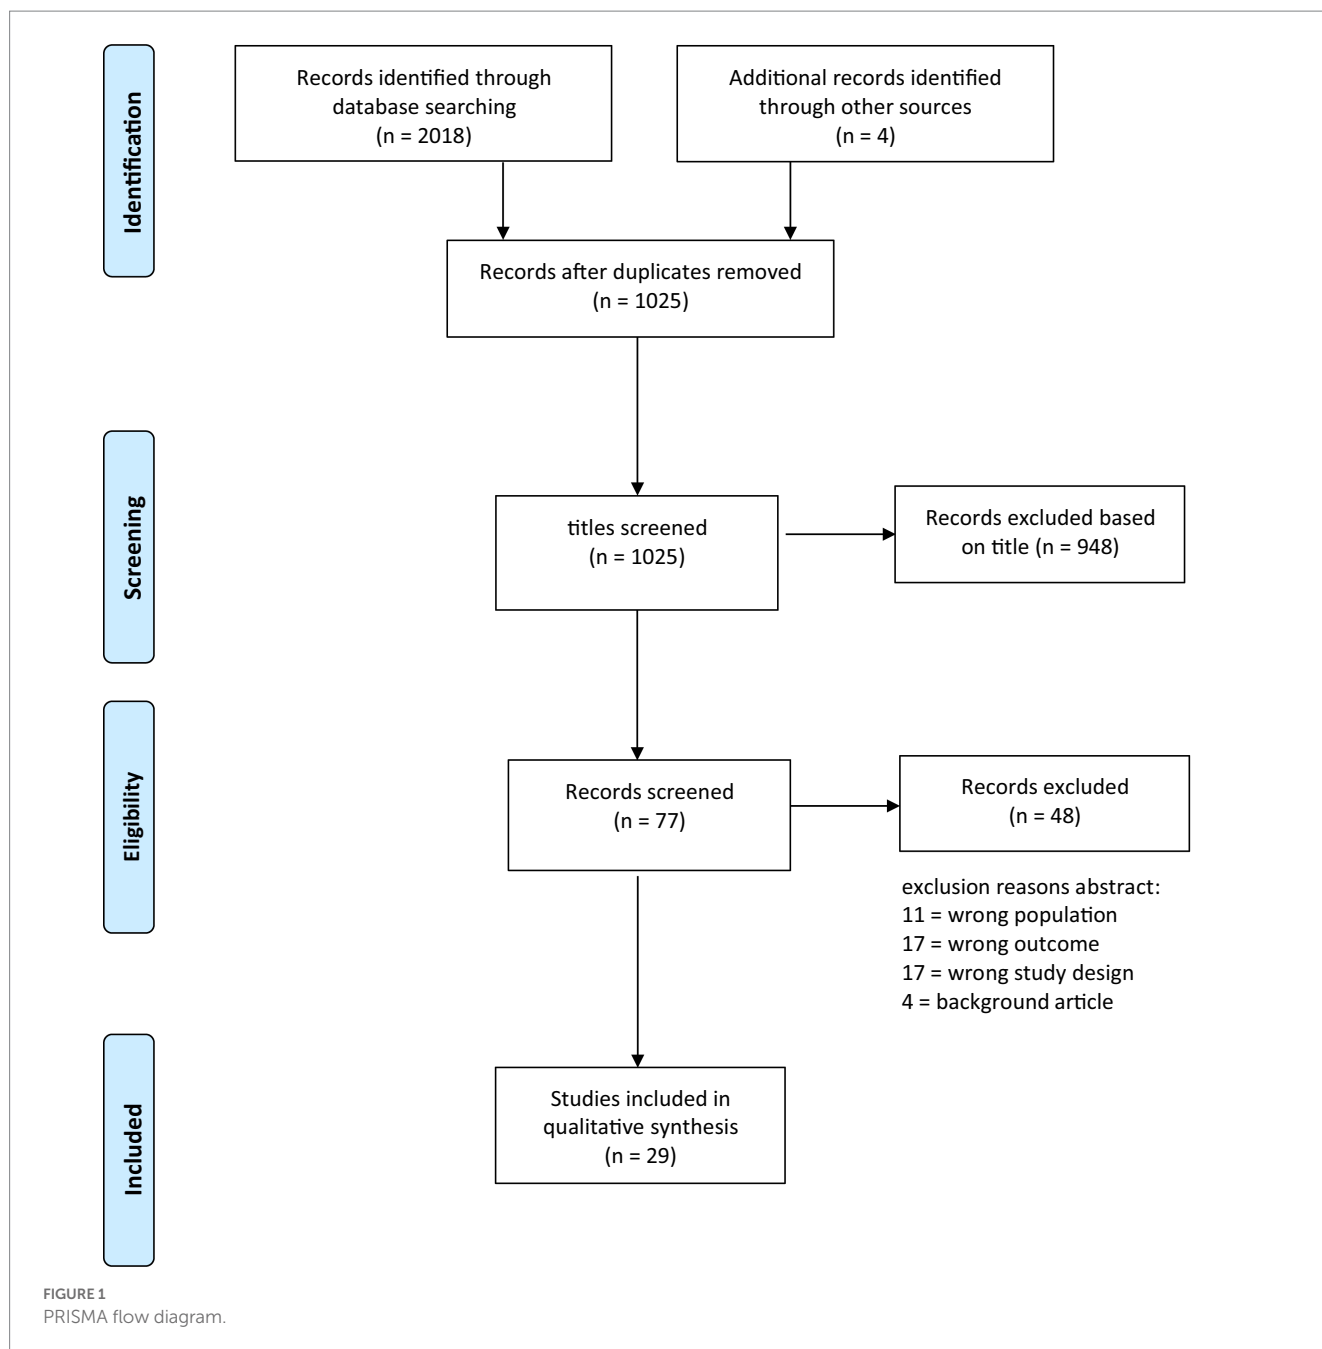 Identification
Records identified through
database searching
(n = 2018)
Additional records identified
through other sources
(n = 4)
Records after duplicates removed
(n = 1025)
Screening
titles screened
(n = 1025)
Records excluded based
on title (n = 948)
Eligibility
Records screened
(n = 77)
Records excluded
(n = 48)
exclusion reasons abstract:
11 = wrong population
17 = wrong outcome
17 = wrong study design
4 = background article
Included
Studies included in
qualitative synthesis
(n = 29)
FIGURE 1
PRISMA flow diagram.